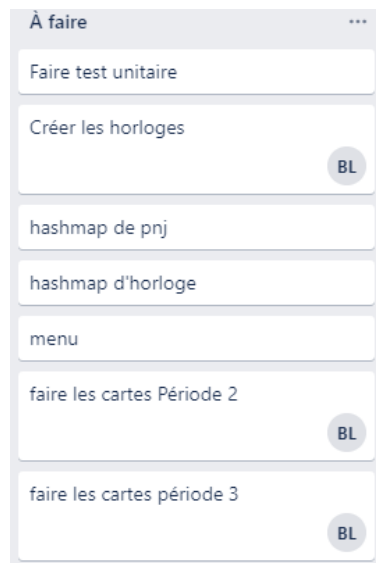 À faire
Faire test unitaire
Créer les horloges
BL
hashmap de pnj
hashmap d'horloge
menu
faire les cartes Période 2
BL
faire les cartes période 3
BL